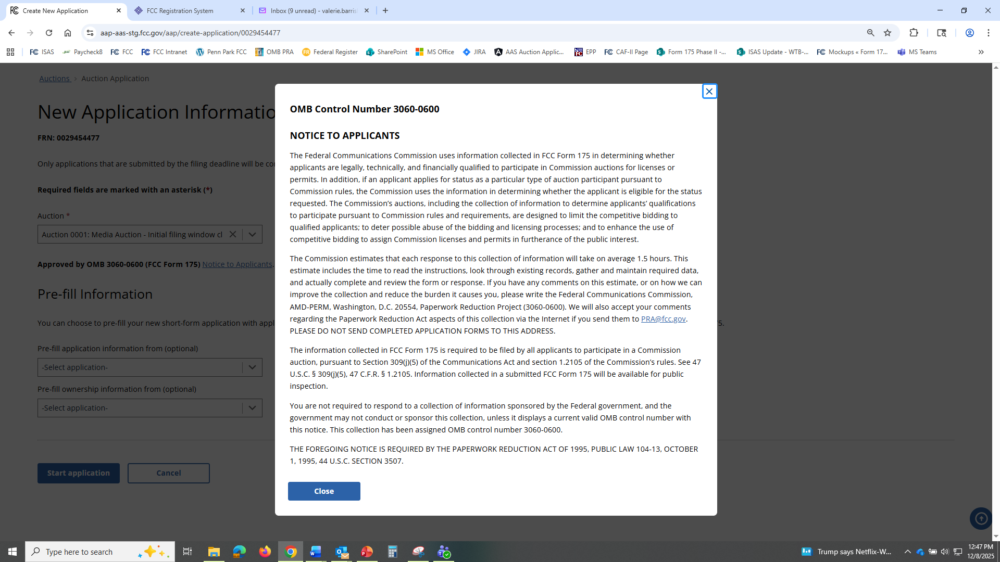 Create New Application
FCC Registration System
Inbox (9 unread) - valerie.barris
aap-aas-stg.fcc.gov/aap/create-application/0029454477
ISAS
Paycheck8
FCC
FCC Intranet
Penn Park FCC
OMB PRA
Federal Register
SharePoint
MS Office
JIRA
AAS Auction Applic...
EPP
CAF-II Page
Form 175 Phase II -...
ISAS Update - WTB-...
Mockups « Form 17...
MS Teams
Auctions > Auction Application
New Application Informatio
FRN: 0029454477
Only applications that are submitted by the filing deadline will be co
Required fields are marked with an asterisk (*)
Auction *
Auction 0001: Media Auction - Initial filing window cl
Approved by OMB 3060-0600 (FCC Form 175) Notice to Applicants.
Pre-fill Information
You can choose to pre-fill your new short-form application with appl
5.
Pre-fill application information from (optional)
-Select application-
Pre-fill ownership information from (optional)
-Select application-
Start application
Cancel
OMB Control Number 3060-0600
NOTICE TO APPLICANTS
The Federal Communications Commission uses information collected in FCC Form 175 in determining whether
applicants are legally, technically, and financially qualified to participate in Commission auctions for licenses or
permits. In addition, if an applicant applies for status as a particular type of auction participant pursuant to
Commission rules, the Commission uses the information in determining whether the applicant is eligible for the status
requested. The Commission’s auctions, including the collection of information to determine applicants’ qualifications
to participate pursuant to Commission rules and requirements, are designed to limit the competitive bidding to
qualified applicants; to deter possible abuse of the bidding and licensing processes; and to enhance the use of
competitive bidding to assign Commission licenses and permits in furtherance of the public interest.
The Commission estimates that each response to this collection of information will take on average 1.5 hours. This
estimate includes the time to read the instructions, look through existing records, gather and maintain required data,
and actually complete and review the form or response. If you have any comments on this estimate, or on how we can
improve the collection and reduce the burden it causes you, please write the Federal Communications Commission,
AMD-PERM, Washington, D.C. 20554, Paperwork Reduction Project (3060-0600). We will also accept your comments
regarding the Paperwork Reduction Act aspects of this collection via the Internet if you send them to PRA@fcc.gov.
PLEASE DO NOT SEND COMPLETED APPLICATION FORMS TO THIS ADDRESS.
The information collected in FCC Form 175 is required to be filed by all applicants to participate in a Commission
auction, pursuant to Section 309(j)(5) of the Communications Act and section 1.2105 of the Commission’s rules. See 47
U.S.C. § 309(j)(5), 47 C.F.R. § 1.2105. Information collected in a submitted FCC Form 175 will be available for public
inspection.
You are not required to respond to a collection of information sponsored by the Federal government, and the
government may not conduct or sponsor this collection, unless it displays a current valid OMB control number with
this notice. This collection has been assigned OMB control number 3060-0600.
THE FOREGOING NOTICE IS REQUIRED BY THE PAPERWORK REDUCTION ACT OF 1995, PUBLIC LAW 104-13, OCTOBER
1, 1995, 44 U.S.C. SECTION 3507.
Close
Type here to search
Trump says Netflix-W...
12:47 PM
12/8/2025